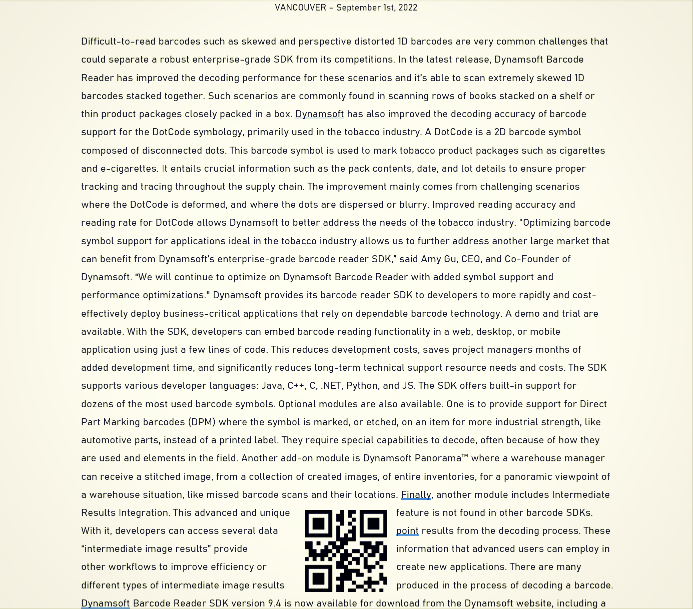 VANCOUVER – September 1st, 2022
Difficult-to-read barcodes such as skewed and perspective distorted 1D barcodes are very common challenges that
could separate a robust enterprise-grade SDK from its competitions. In the latest release, Dynamsoft Barcode
Reader has improved the decoding performance for these scenarios and it's able to scan extremely skewed 1D
barcodes stacked together. Such scenarios are commonly found in scanning rows of books stacked on a shelf or
thin product packages closely packed in a box. Dynamsoft has also improved the decoding accuracy of barcode
support for the DotCode symbology, primarily used in the tobacco industry. A DotCode is a 2D barcode symbol
composed of disconnected dots. This barcode symbol is used to mark tobacco product packages such as cigarettes
and e-cigarettes. It entails crucial information such as the pack contents, date, and lot details to ensure proper
tracking and tracing throughout the supply chain. The improvement mainly comes from challenging scenarios
where the DotCode is deformed, and where the dots are dispersed or blurry. Improved reading accuracy and
reading rate for DotCode allows Dynamsoft to better address the needs of the tobacco industry. "Optimizing barcode
symbol support for applications ideal in the tobacco industry allows us to further address another large market that
can benefit from Dynamsoft's enterprise-grade barcode reader SDK," said Amy Gu, CEO, and Co-Founder of
Dynamsoft. "We will continue to optimize on Dynamsoft Barcode Reader with added symbol support and
performance optimizations." Dynamsoft provides its barcode reader SDK to developers to more rapidly and cost-
effectively deploy business-critical applications that rely on dependable barcode technology. A demo and trial are
available. With the SDK, developers can embed barcode reading functionality in a web, desktop, or mobile
application using just a few lines of code. This reduces development costs, saves project managers months of
added development time, and significantly reduces long-term technical support resource needs and costs. The SDK
supports various developer languages: Java, C++, C, .NET, Python, and JS. The SDK offers built-in support for
dozens of the most used barcode symbols. Optional modules are also available. One is to provide support for Direct
Part Marking barcodes (DPM) where the symbol is marked, or etched, on an item for more industrial strength, like
automotive parts, instead of a printed label. They require special capabilities to decode, often because of how they
are used and elements in the field. Another add-on module is Dynamsoft Panorama™ where a warehouse manager
can receive a stitched image, from a collection of created images, of entire inventories, for a panoramic viewpoint of
a warehouse situation, like missed barcode scans and their locations. Finally, another module includes Intermediate
Results Integration. This advanced and unique feature is not found in other barcode SDKs.
With it, developers can access several data point results from the decoding process. These
"intermediate image results" provide information that advanced users can employ in
other workflows to improve efficiency or create new applications. There are many
different types of intermediate image results produced in the process of decoding a barcode.
Dynamsoft Barcode Reader SDK version 9.4 is now available for download from the Dynamsoft website, including a